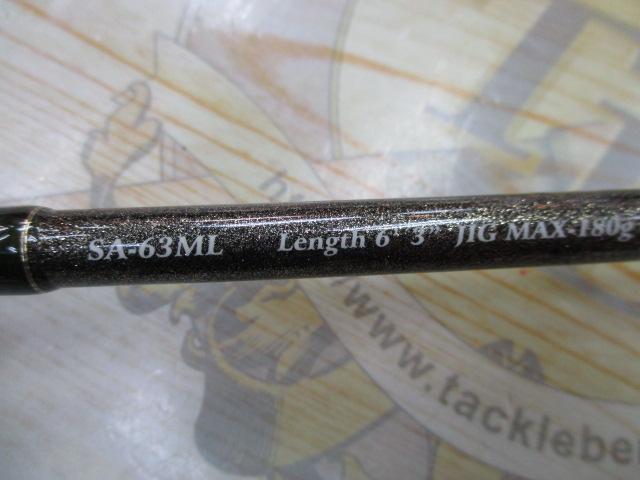 SA-63ML Length 6' 3" JIG MAX-180g
www.tacklebe